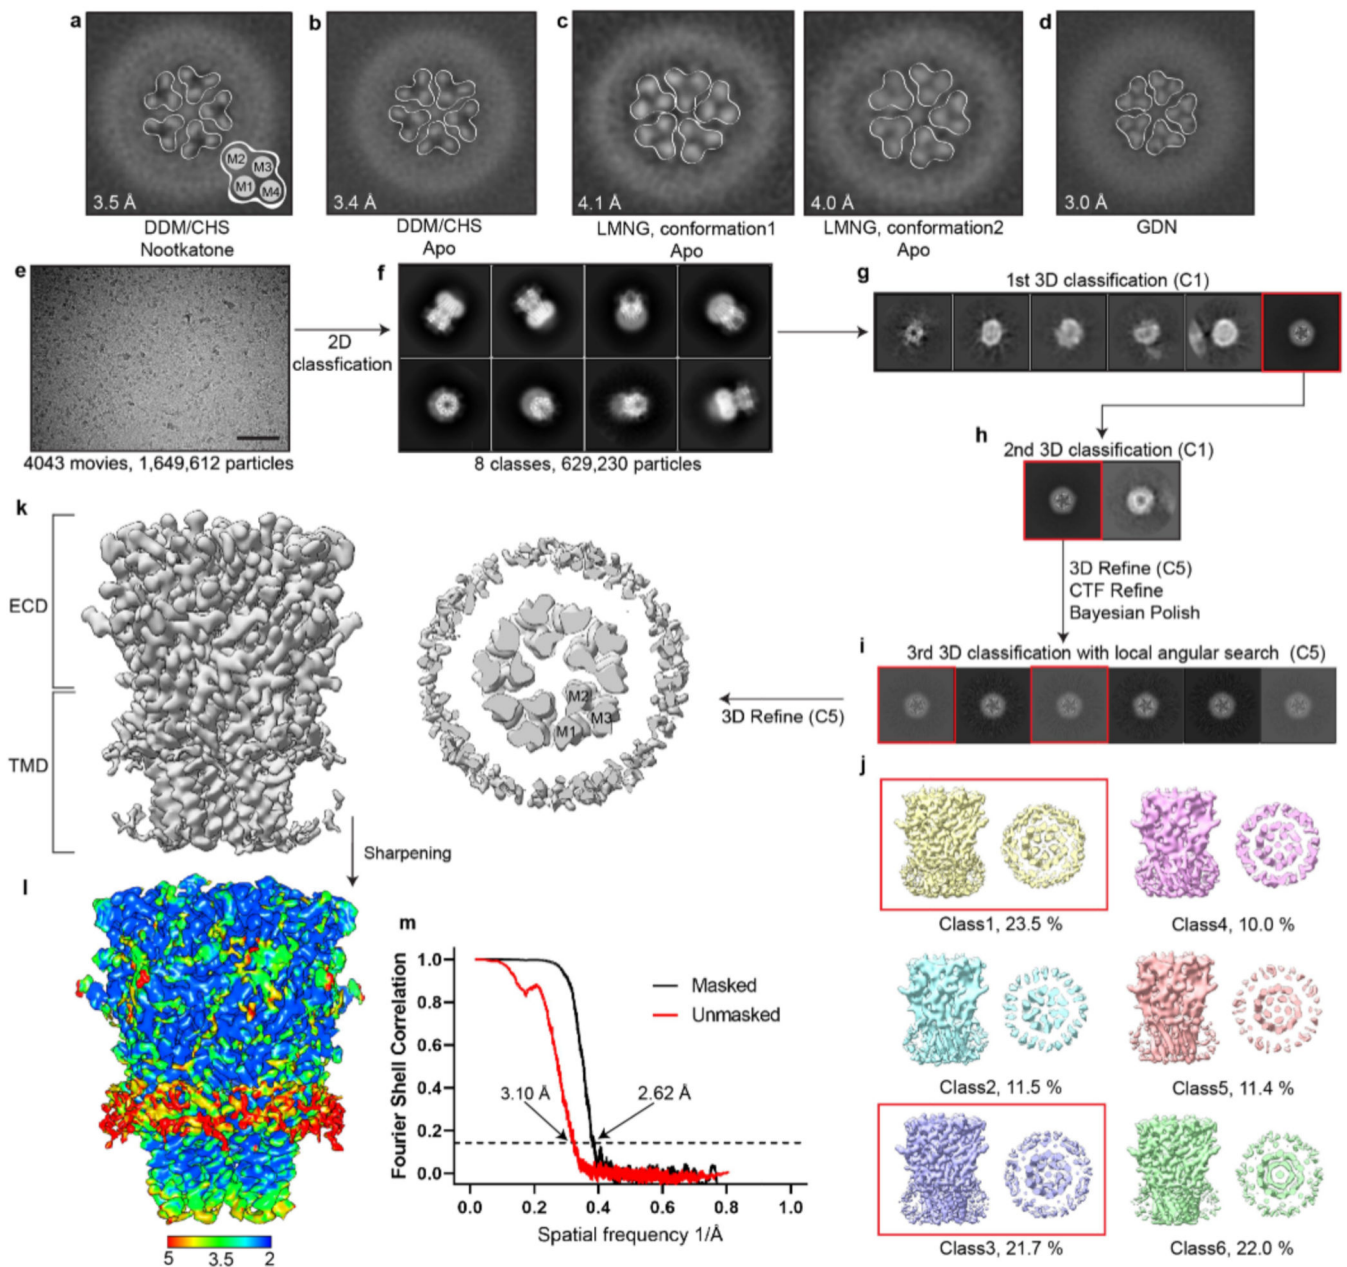 a
b
c
d
M2
M3
M1
M4
3.5 Å
3.4 Å
4.1 Å
4.0 Å
3.0 Å
DDM/CHS
Nootkatone
DDM/CHS
Apo
LMNG, conformation1
Apo
LMNG, conformation2
Apo
GDN
e
4043 movies, 1,649,612 particles
2D
classfication
f
8 classes, 629,230 particles
g
1st 3D classification (C1)
h
2nd 3D classification (C1)
3D Refine (C5)
CTF Refine
Bayesian Polish
i
3rd 3D classification with local angular search (C5)
3D Refine (C5)
j
Class1, 23.5 %
Class4, 10.0 %
Class2, 11.5 %
Class5, 11.4 %
Class3, 21.7 %
Class6, 22.0 %
k
ECD
TMD
M2
M3
M1
Sharpening
l
5
3.5
2
m
Fourier Shell Correlation
1.0
0.8
0.6
0.4
0.2
0.0
Masked
Unmasked
3.10 Å
2.62 Å
0.0
0.2
0.4
0.6
0.8
1.0
Spatial frequency 1/Å